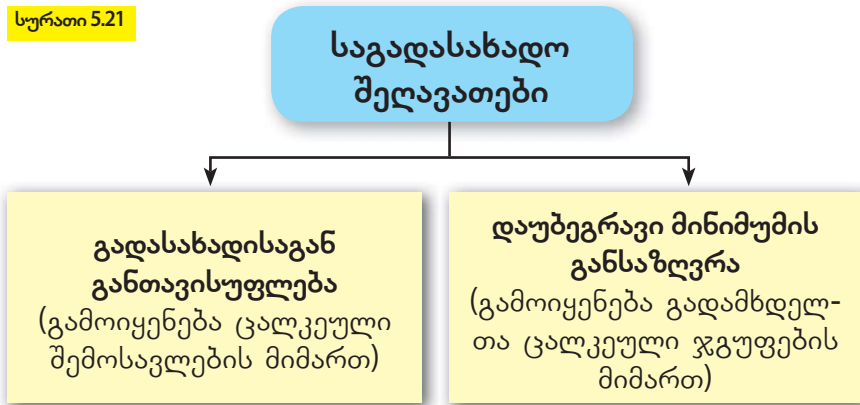 სურათი 5.21
საგადასახადო
შეღავათები
გადასახადისაგან
განთავისუფლება
(გამოიყენება ცალკეული
შემოსავლების მიმართ)
დაუბეგრავი მინიმუმის
განსაზღვრა
(გამოიყენება გადამხდელ-
თა ცალკეული ჯგუფების
მიმართ)